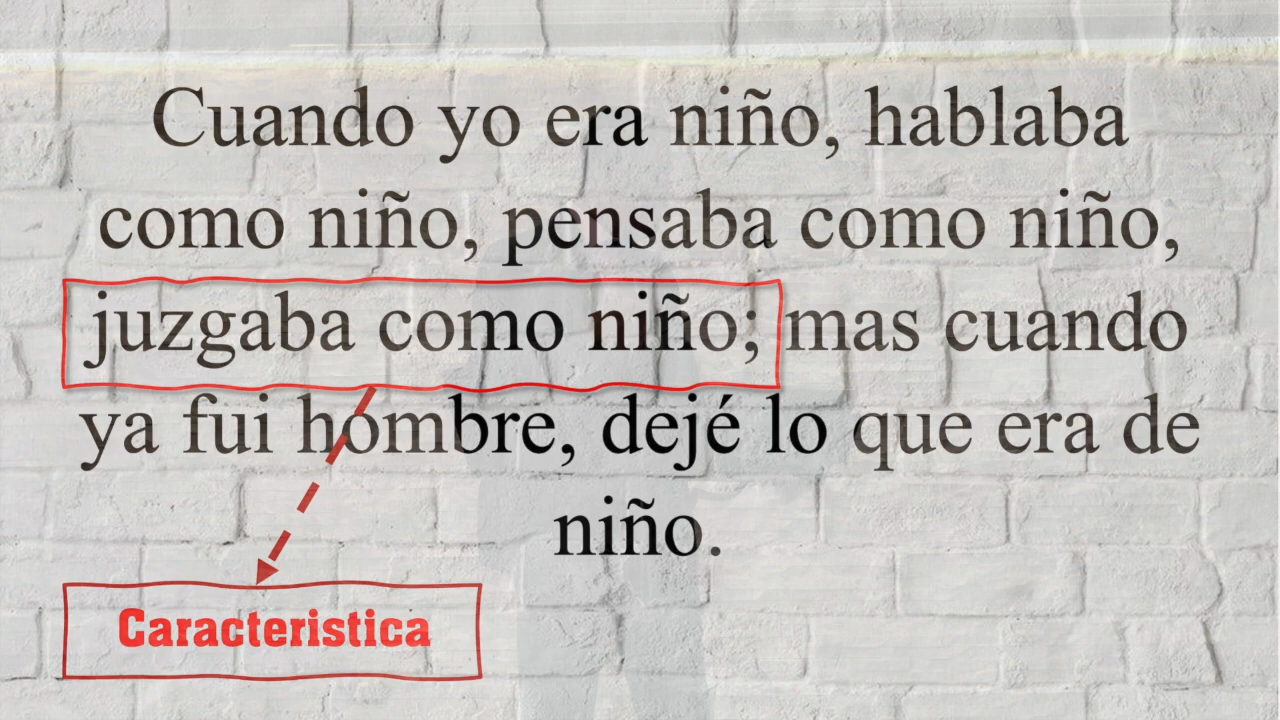 Cuando yo era niño, hablaba
como niño, pensaba como niño,
juzgaba como niño; mas cuando
ya fui hombre, dejé lo que era de
niño.
Caracteristica